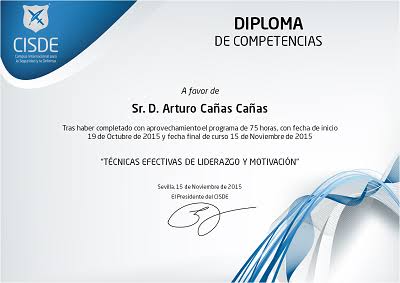 CISDE
Campus Internacional para
la Seguridad y la Defensa
DIPLOMA
DE COMPETENCIAS
A favor de
Sr. D. Arturo Cañas Cañas
Tras haber completado con aprovechamiento el programa de 75 horas, con fecha de inicio
19 de Octubre de 2015 y fecha final de curso 15 de Noviembre de 2015
"TÉCNICAS EFECTIVAS DE LIDERAZGO Y MOTIVACIÓN"
Sevilla, 15 de Noviembre de 2015
El Presidente del CISDE